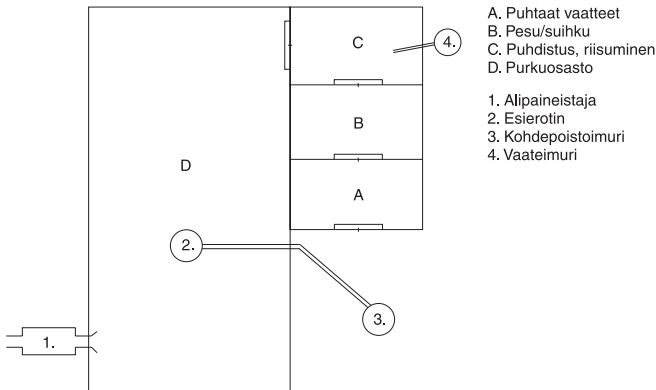 A. Puhtaat vaatteet
B. Pesu/suihku
C. Puhdistus, riisuminen
D. Purkuosasto
1. Alipaineistaja
2. Esierotin
3. Kohdepoistoimuri
4. Vaateimuri
C
4.
B
D
A
2.
3.
1.